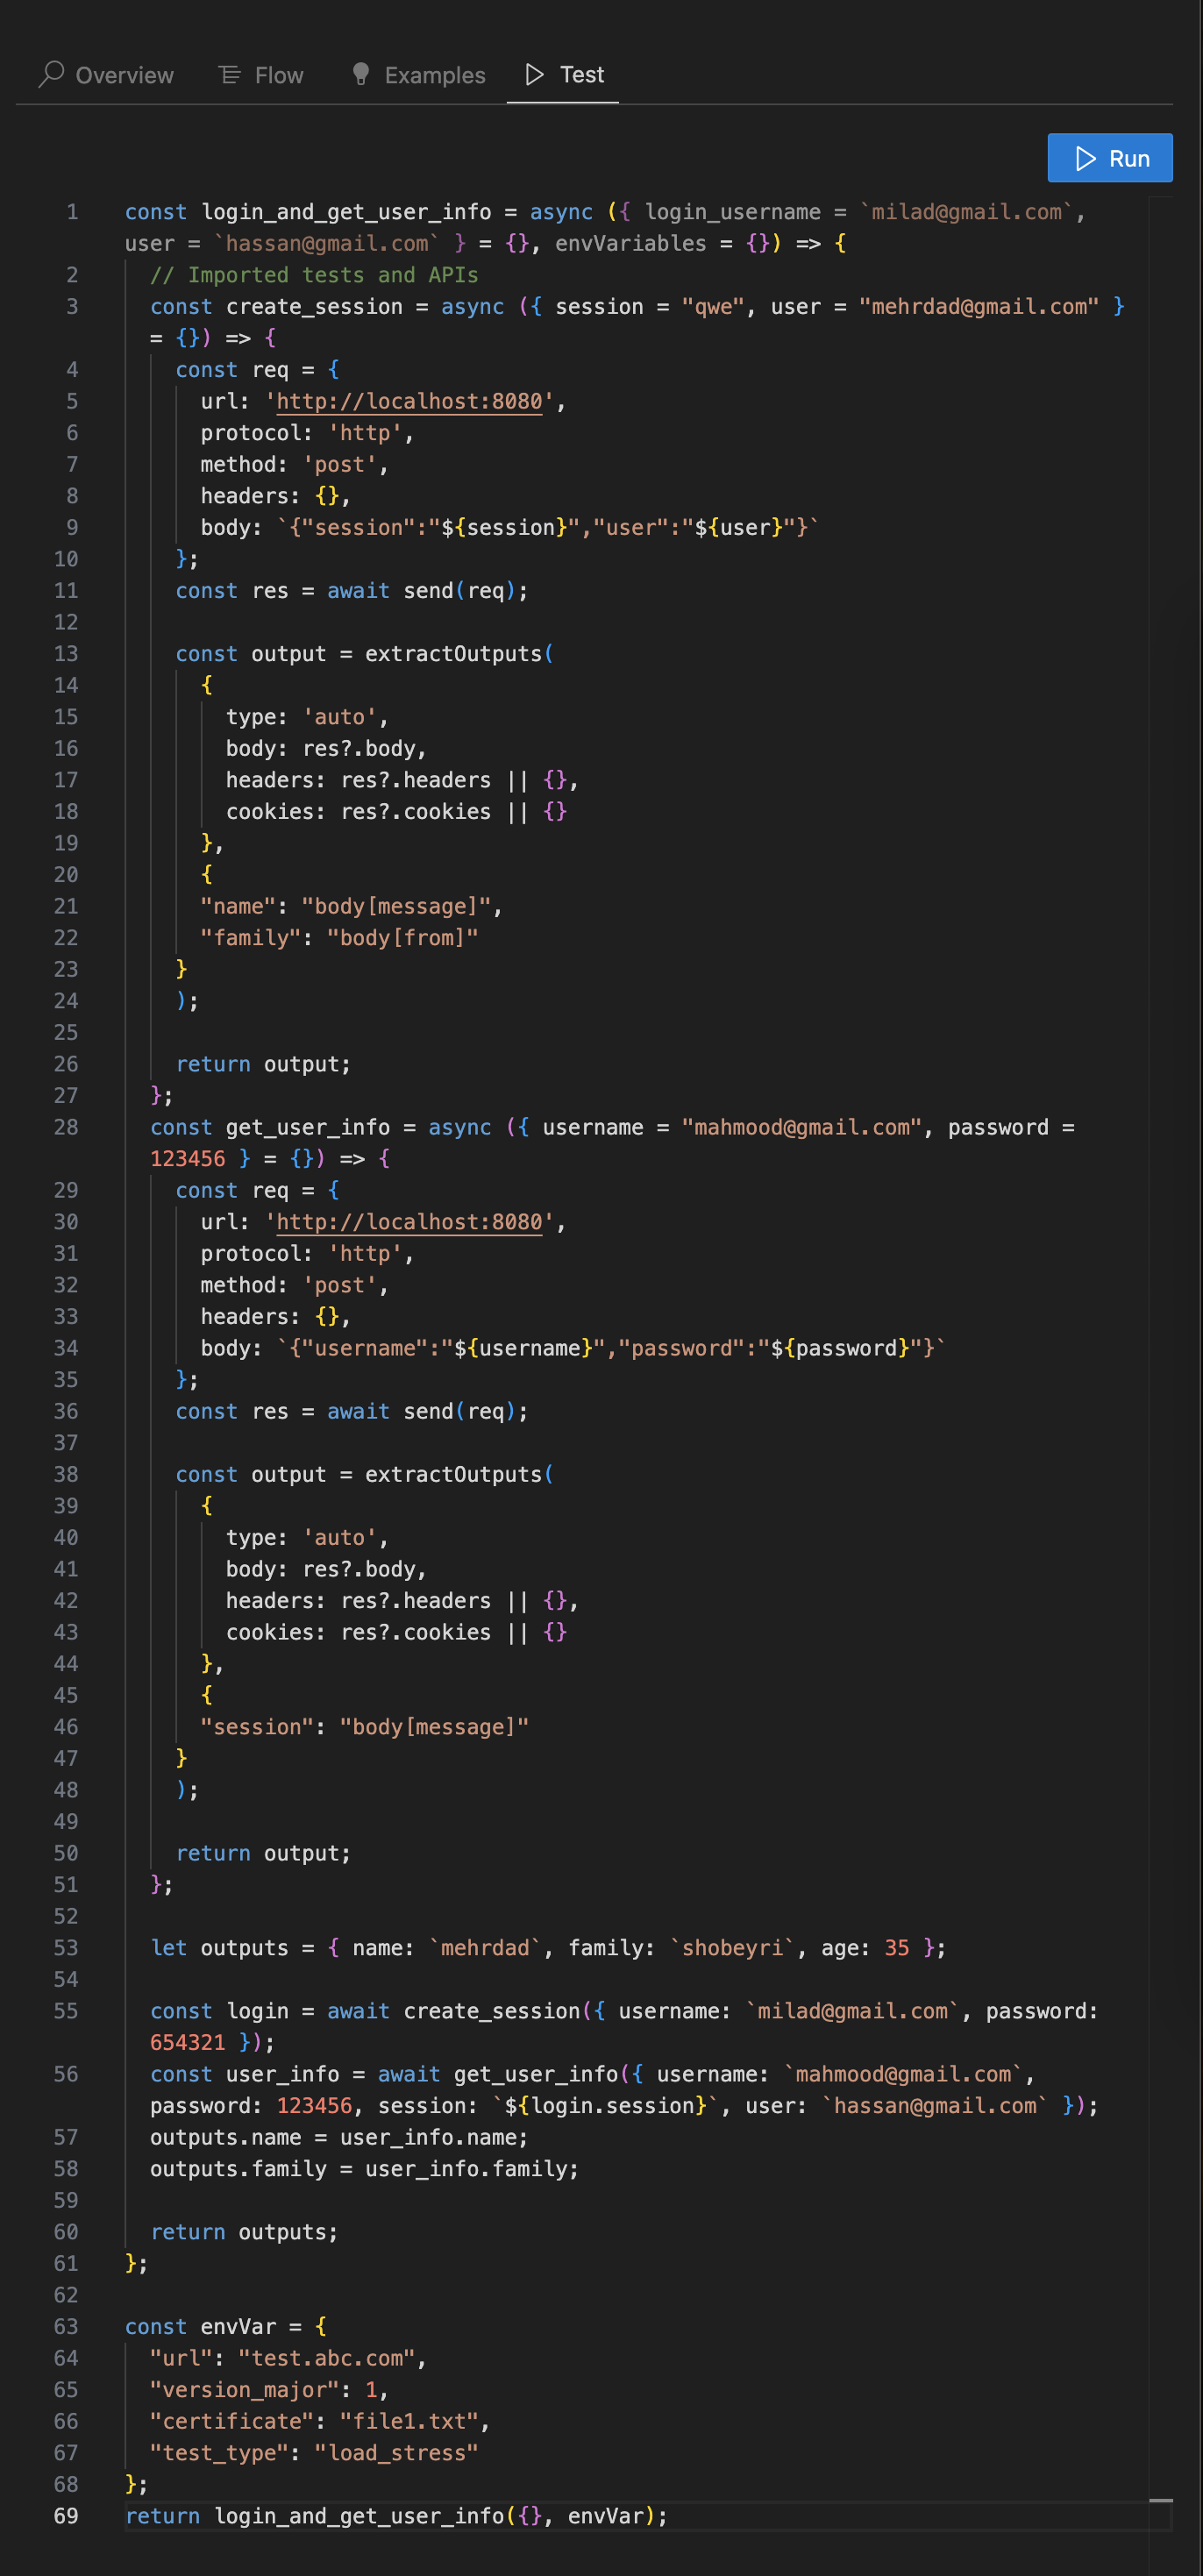 Overview Flow Examples Test
Run
1 const login_and_get_user_info = async ({ login_username = `milad@gmail.com`,
user = `hassan@gmail.com` } = {}, envVariables = {}) => {
2 // Imported tests and APIs
3 const create_session = async ({ session = "qwe", user = "mehrdad@gmail.com" }
= {}) => {
4 const req = {
5 url: 'http://localhost:8080',
6 protocol: 'http',
7 method: 'post',
8 headers: {},
9 body: `{"session":"${session}","user":"${user}"}`
10 };
11 const res = await send(req);
12
13 const output = extractOutputs(
14 {
15 type: 'auto',
16 body: res?.body,
17 headers: res?.headers || {},
18 cookies: res?.cookies || {}
19 },
20 {
21 "name": "body[message]",
22 "family": "body[from]"
23 }
24 );
25
26 return output;
27 };
28 const get_user_info = async ({ username = "mahmood@gmail.com", password =
123456 } = {}) => {
29 const req = {
30 url: 'http://localhost:8080',
31 protocol: 'http',
32 method: 'post',
33 headers: {},
34 body: `{"username":"${username}","password":"${password}"}`
35 };
36 const res = await send(req);
37
38 const output = extractOutputs(
39 {
40 type: 'auto',
41 body: res?.body,
42 headers: res?.headers || {},
43 cookies: res?.cookies || {}
44 },
45 {
46 "session": "body[message]"
47 }
48 );
49
50 return output;
51 };
52
53 let outputs = { name: `mehrdad`, family: `shobeyri`, age: 35 };
54
55 const login = await create_session({ username: `milad@gmail.com`, password:
654321 });
56 const user_info = await get_user_info({ username: `mahmood@gmail.com`,
password: 123456, session: `${login.session}`, user: `hassan@gmail.com` });
57 outputs.name = user_info.name;
58 outputs.family = user_info.family;
59
60 return outputs;
61 };
62
63 const envVar = {
64 "url": "test.abc.com",
65 "version_major": 1,
66 "certificate": "file1.txt",
67 "test_type": "load_stress"
68 };
69 return login_and_get_user_info({}, envVar);